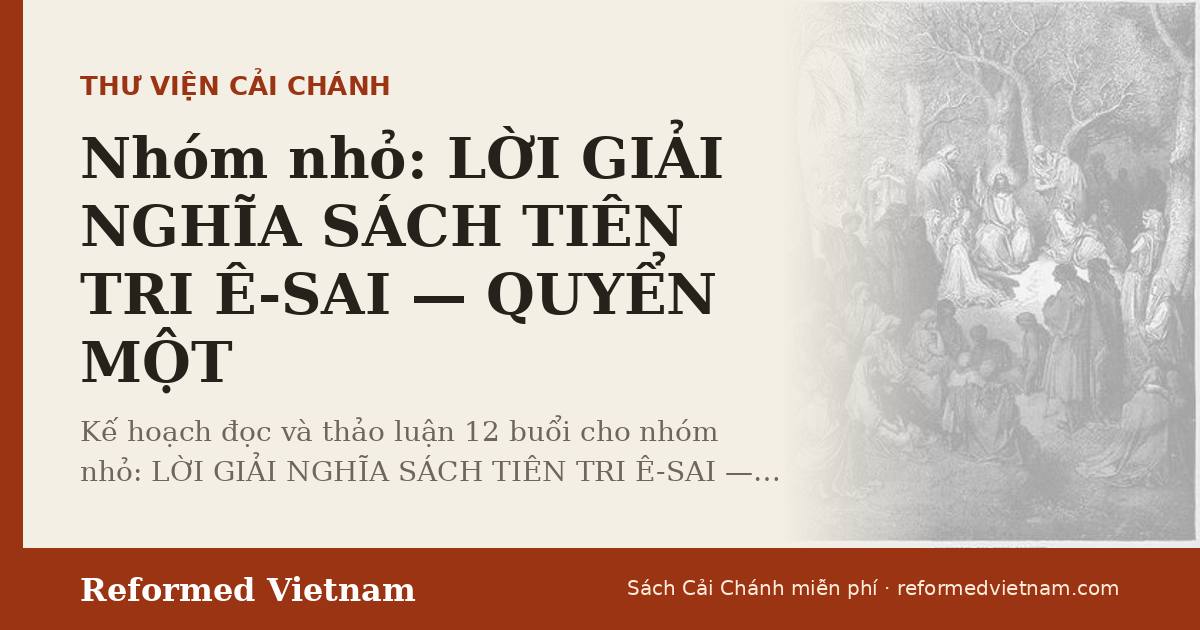 THƯ VIỆN CẢI CHÁNH
Nhóm nhỏ: LỜI GIẢI
NGHĨA SÁCH TIÊN
TRI Ê-SAI — QUYỂN
MỘT
Kế hoạch đọc và thảo luận 12 buổi cho nhóm
nhỏ: LỜI GIẢI NGHĨA SÁCH TIÊN TRI Ê-SAI —...
Reformed Vietnam
Sách Cải Chánh miễn phí · reformedvietnam.com